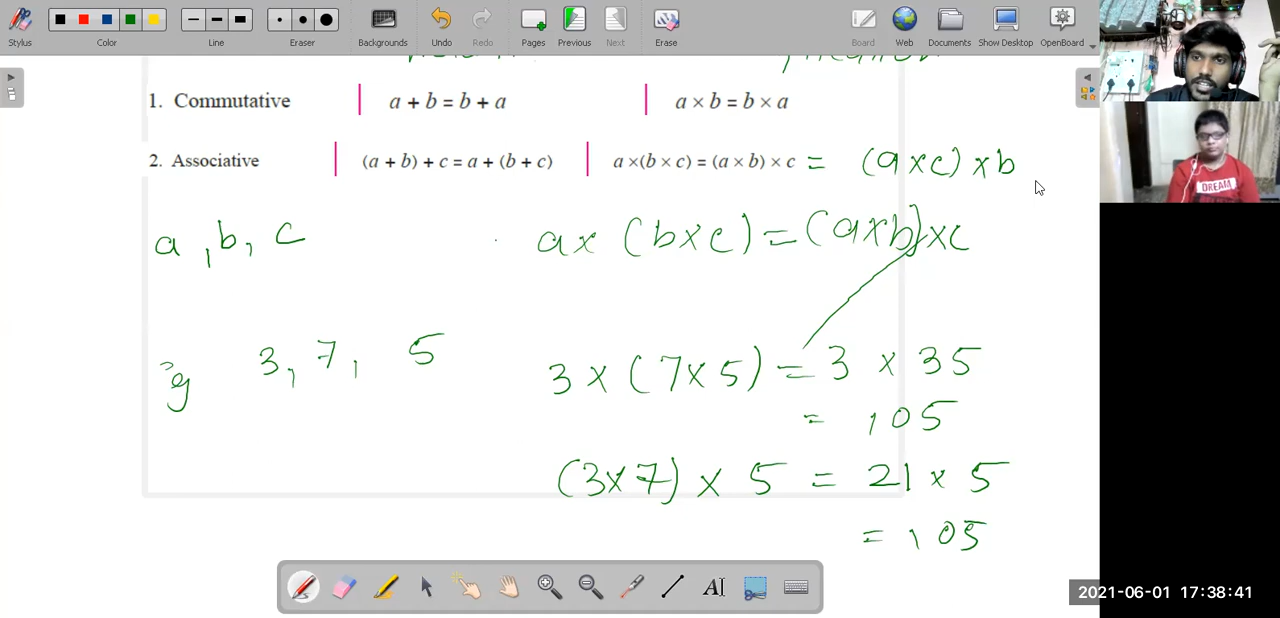 Stylus Color Line Eraser Backgrounds Undo Redo Pages Previous Next Erase Board Web Documents Show Desktop OpenBoard
1. Commutative a + b = b + a a × b = b × a
2. Associative (a + b) + c = a + (b + c) a ×(b × c) = (a × b) × c = (a × c) × b
a , b, c a × (b × c) = (a × b) × c
Eg 3, 7, 5 3 × (7 × 5) = 3 × 35
= 105
(3 × 7) × 5 = 21 × 5
= 105
DREAM
2021-06-01 17:38:41